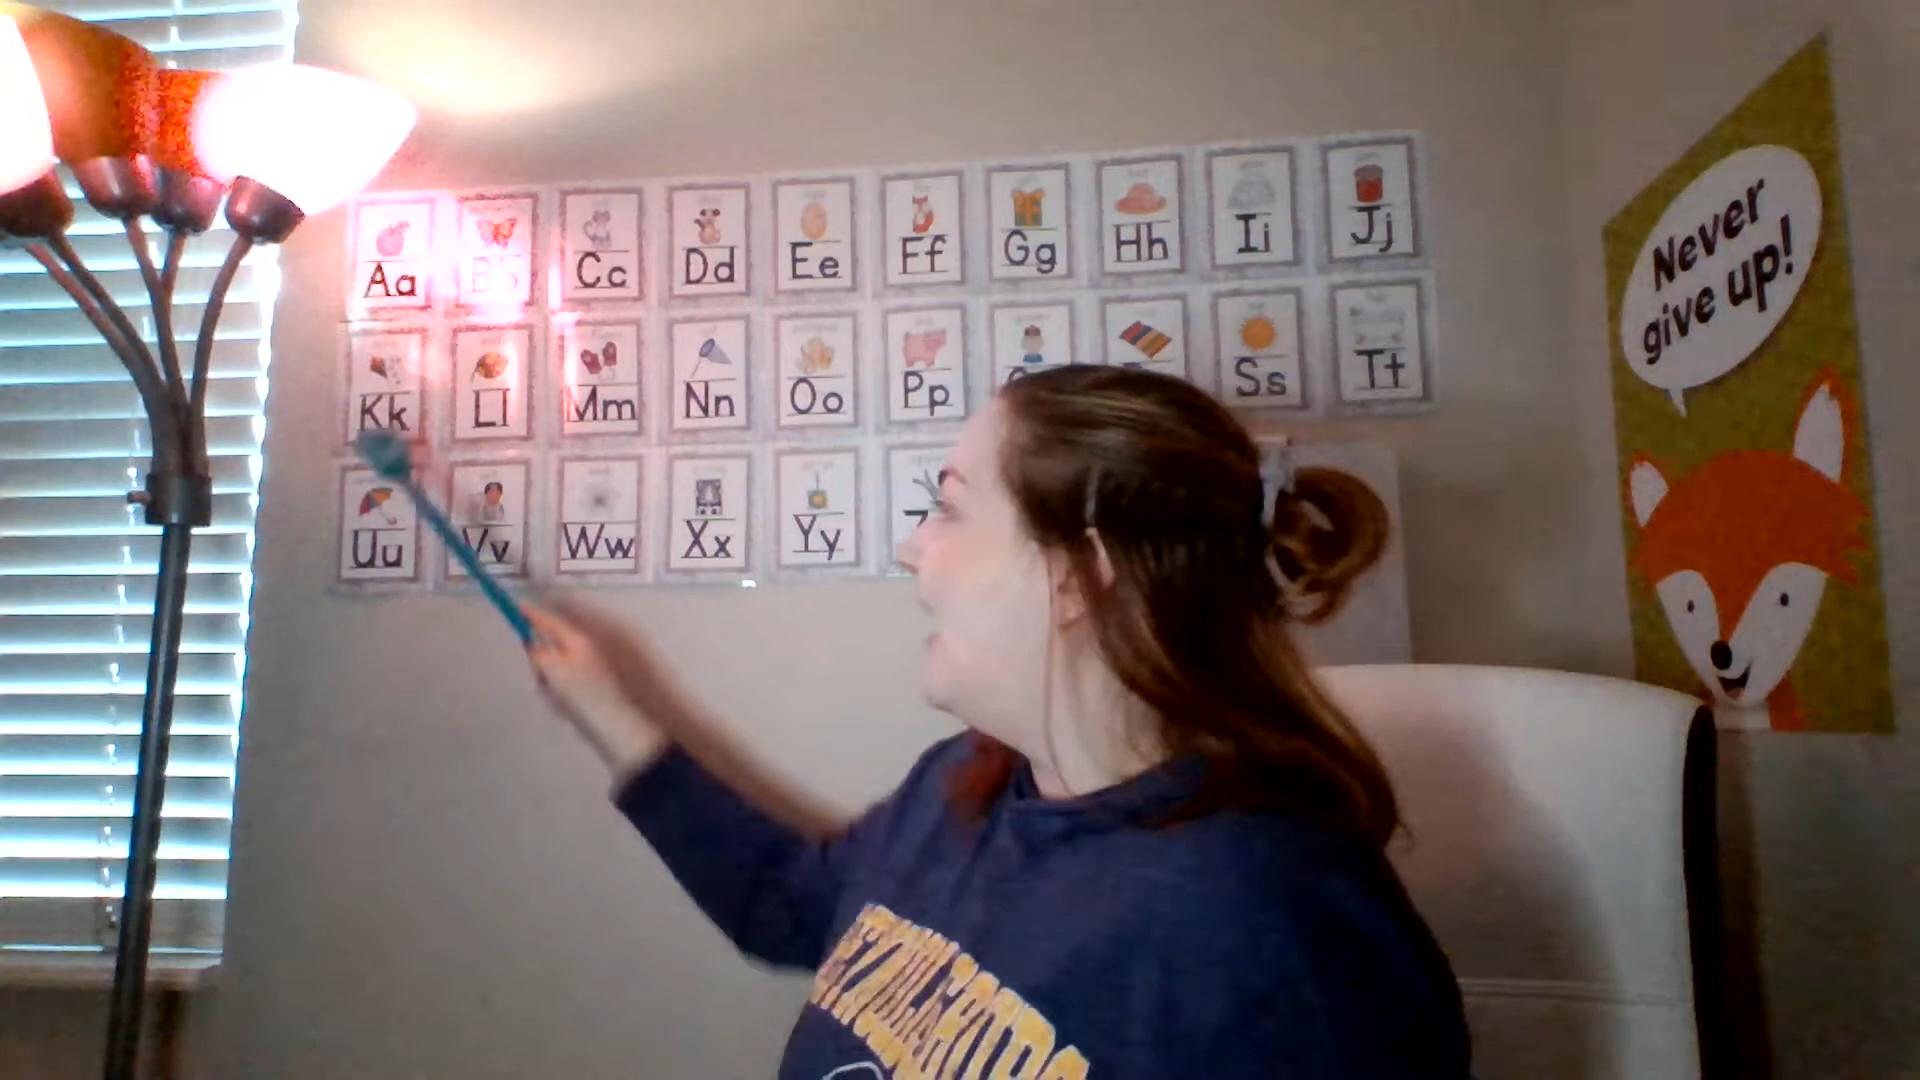 Aa Bb Cc Dd Ee Ff Gg Hh Ii Jj
Kk Ll Mm Nn Oo Pp Ss Tt
Uu Vv Ww Xx Yy
Never
give up!